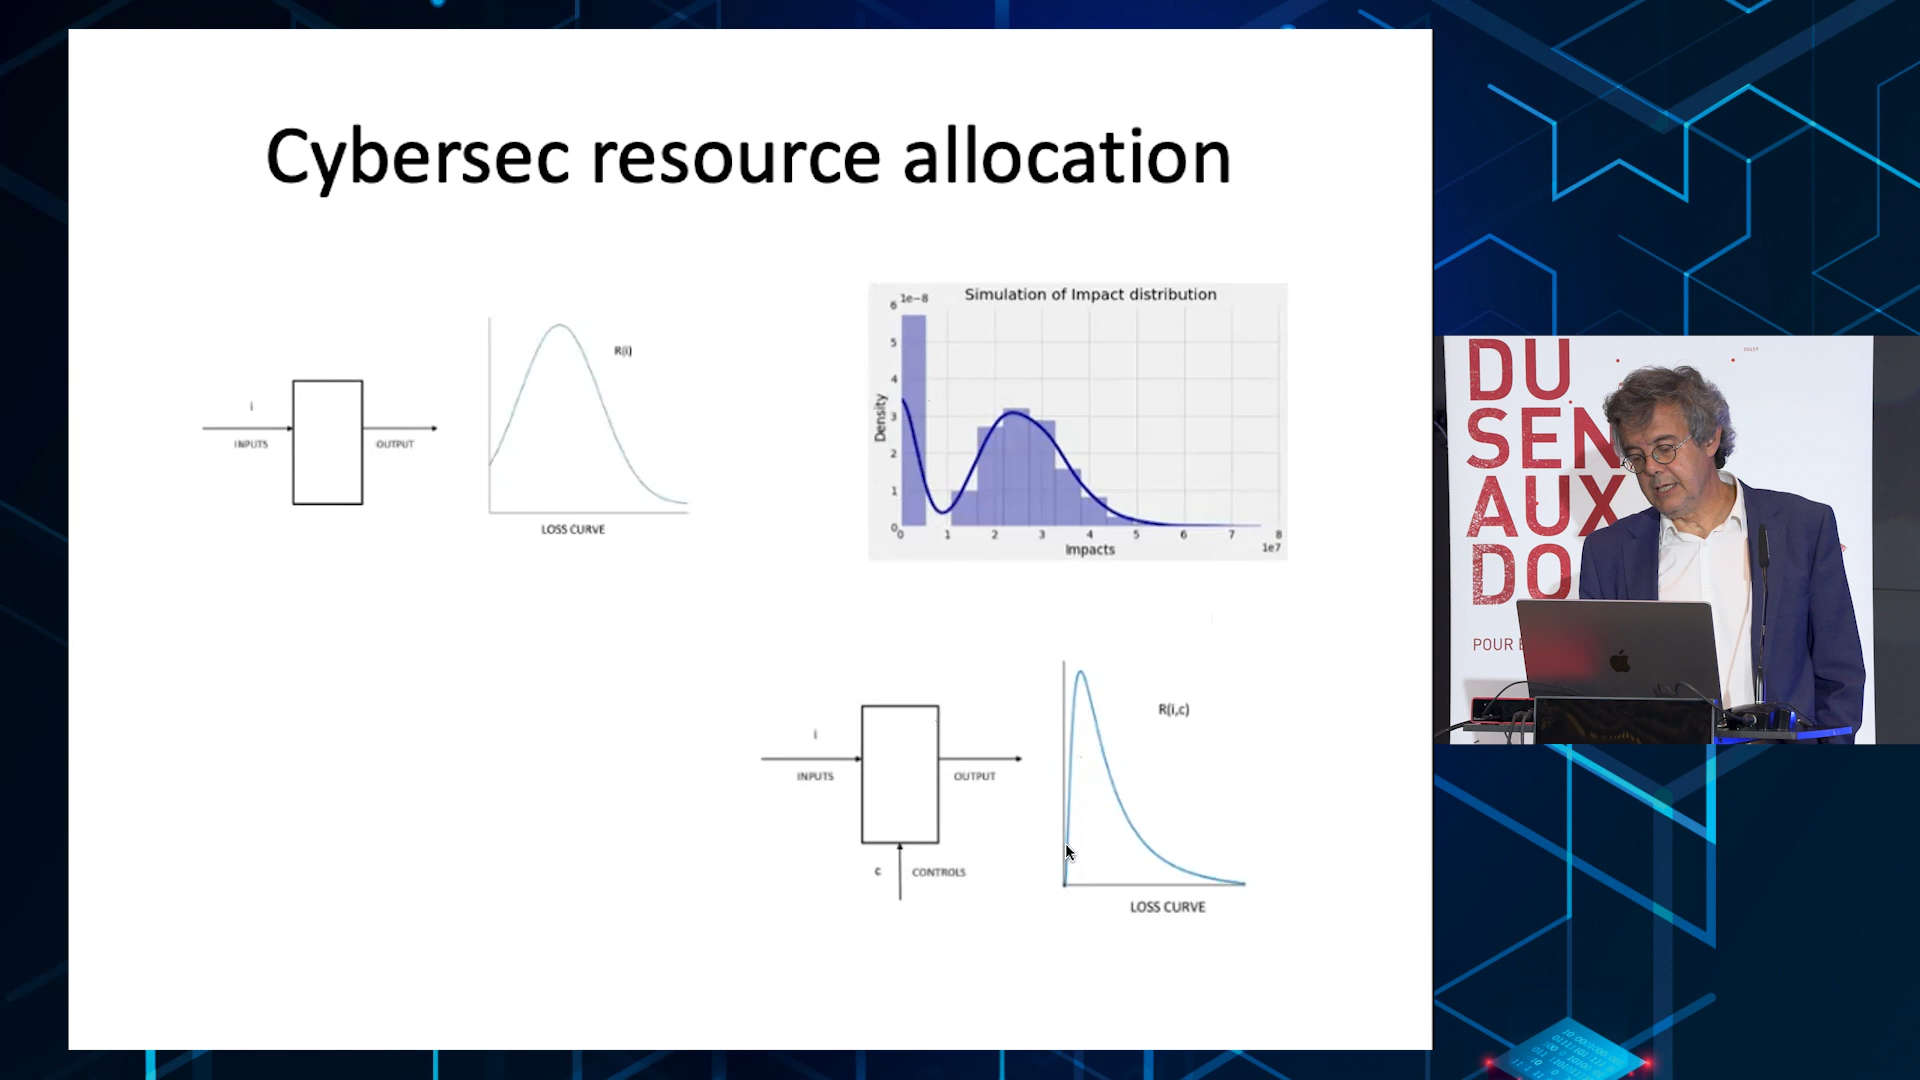 Cybersec resource allocation
i
INPUTS
OUTPUT
R(i)
LOSS CURVE
Simulation of Impact distribution
1e−8
Density
6
5
4
3
2
1
0
0 1 2 3 4 5 6 7 8
1e7
Impacts
i
INPUTS
OUTPUT
c
CONTROLS
R(i,c)
LOSS CURVE
DU
SEN
AUX
DO
POUR